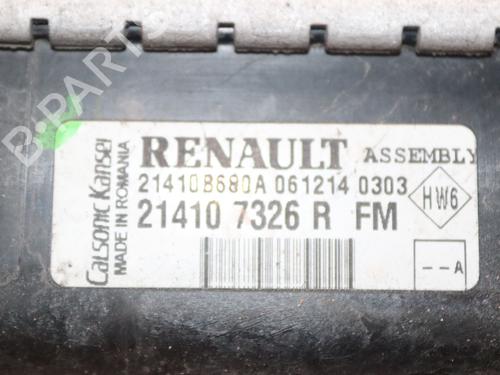 B-PARTS
RENAULT ASSEMBLY
214108680A 061214 0303
21410 7326 R FM
HW6
--A
Calsonic Kansei
MADE IN ROMANIA